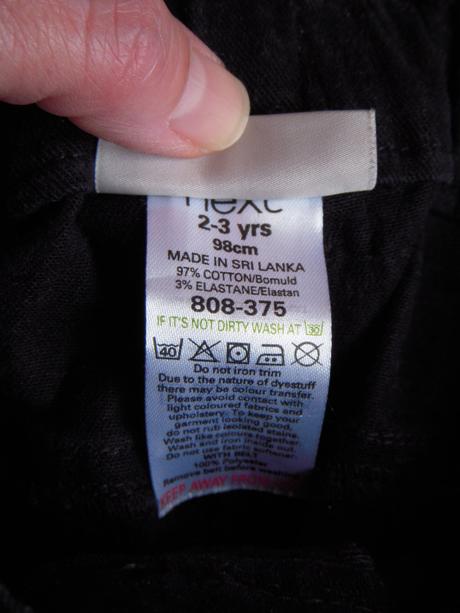 next
2-3 yrs
98cm
MADE IN SRI LANKA
97% COTTON/Bomuld
3% ELASTANE/Elastan
808-375
IF IT'S NOT DIRTY WASH AT 30
40
Do not iron trim
Due to the nature of dyestuff
there may be colour transfer.
Please avoid contact with
light coloured fabrics and
upholstery. To keep your
garment looking good,
do not rub isolated stains.
Wash like colours together.
Wash and iron inside out.
Do not use fabric softener.
WITH BELT
100% Polyester
Remove belt before washing
KEEP AWAY FROM